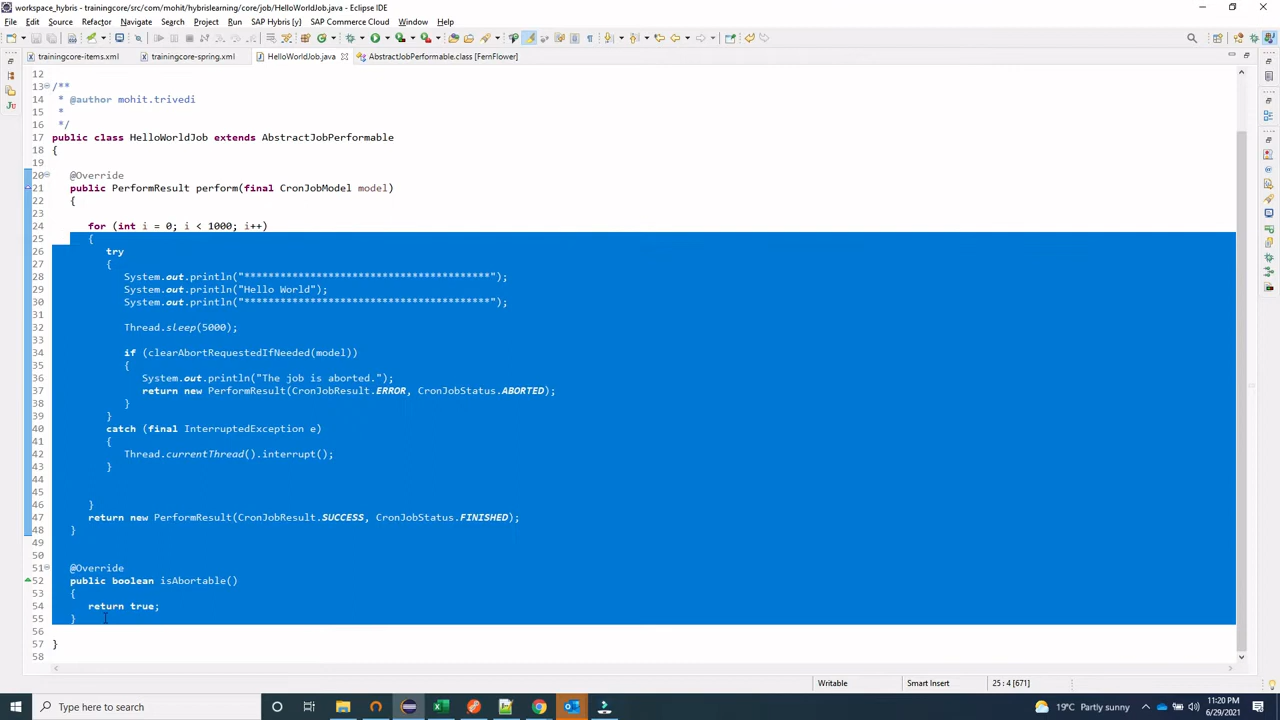 workspace_hybris - trainingcore/src/com/mohit/hybrislearning/core/job/HelloWorldJob.java - Eclipse IDE
File Edit Source Refactor Navigate Search Project Run SAP Hybris [y] SAP Commerce Cloud Window Help
trainingcore-items.xml trainingcore-spring.xml HelloWorldJob.java AbstractJobPerformable.class [FernFlower]
12
13 /**
14 * @author mohit.trivedi
15 *
16 */
17 public class HelloWorldJob extends AbstractJobPerformable
18 {
19
20 @Override
21 public PerformResult perform(final CronJobModel model)
22 {
23
24 for (int i = 0; i < 1000; i++)
25 {
26 try
27 {
28 System.out.println("*****************************************");
29 System.out.println("Hello World");
30 System.out.println("*****************************************");
31
32 Thread.sleep(5000);
33
34 if (clearAbortRequestedIfNeeded(model))
35 {
36 System.out.println("The job is aborted.");
37 return new PerformResult(CronJobResult.ERROR, CronJobStatus.ABORTED);
38 }
39 }
40 catch (final InterruptedException e)
41 {
42 Thread.currentThread().interrupt();
43 }
44
45
46 }
47 return new PerformResult(CronJobResult.SUCCESS, CronJobStatus.FINISHED);
48 }
49
50
51 @Override
52 public boolean isAbortable()
53 {
54 return true;
55 }
56
57 }
58
Writable Smart Insert 25 : 4 [671]
Type here to search
19°C Partly sunny
11:20 PM
6/29/2021